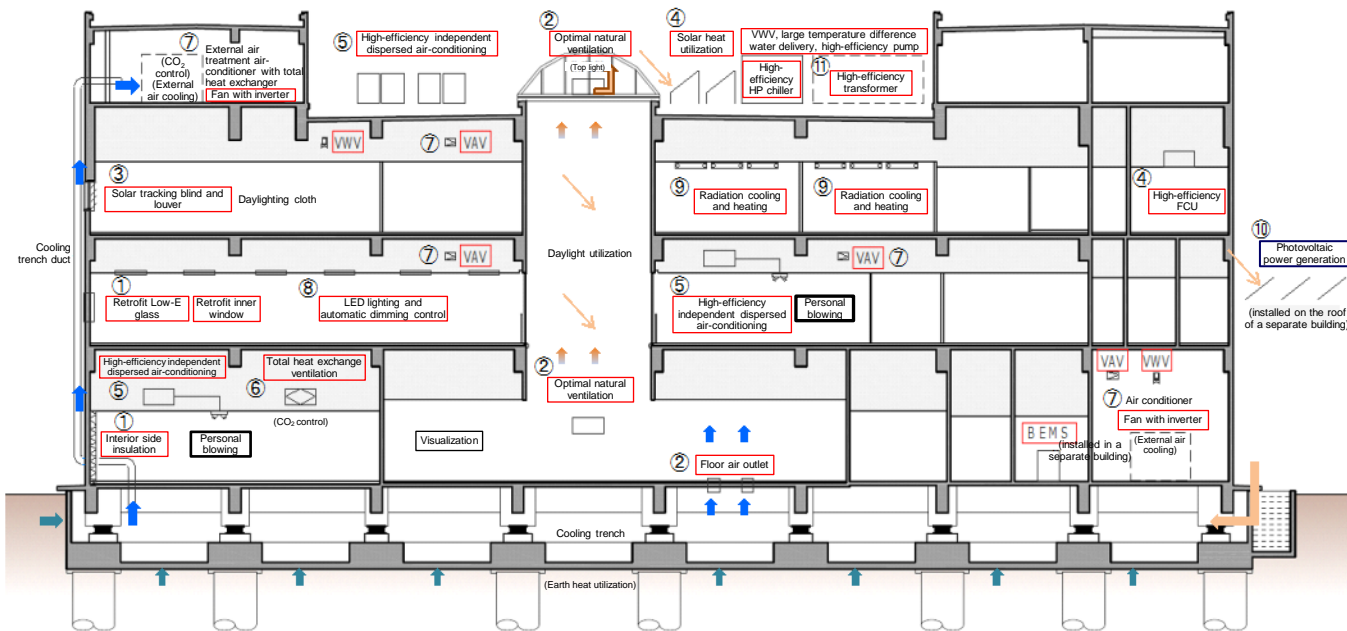 ⑦
(CO2
control)
(External
air cooling)
External air
treatment air-
conditioner with total
heat exchanger
Fan with inverter
⑤
High-efficiency independent
dispersed air-conditioning
②
Optimal natural
ventilation
(Top light)
④
Solar heat
utilization
VWV, large temperature difference
water delivery, high-efficiency pump
High-
efficiency
HP chiller
⑪
High-efficiency
transformer
VWV
⑦
VAV
③
Solar tracking blind and
louver
Daylighting cloth
⑨
Radiation cooling
and heating
⑨
Radiation cooling
and heating
④
High-efficiency
FCU
Cooling
trench duct
⑦
VAV
Daylight utilization
VAV
⑦
⑩
Photovoltaic
power generation
(installed on the roof
of a separate building)
①
Retrofit Low-E
glass
Retrofit inner
window
⑧
LED lighting and
automatic dimming control
⑤
High-efficiency
independent dispersed
air-conditioning
Personal
blowing
High-efficiency independent
dispersed air-conditioning
⑤
Total heat exchange
ventilation
⑥
(CO2 control)
②
Optimal natural
ventilation
VAV
VWV
⑦
Air conditioner
Fan with inverter
(External air
cooling)
①
Interior side
insulation
Personal
blowing
Visualization
②
Floor air outlet
BEMS
(installed in a
separate building)
Cooling trench
(Earth heat utilization)